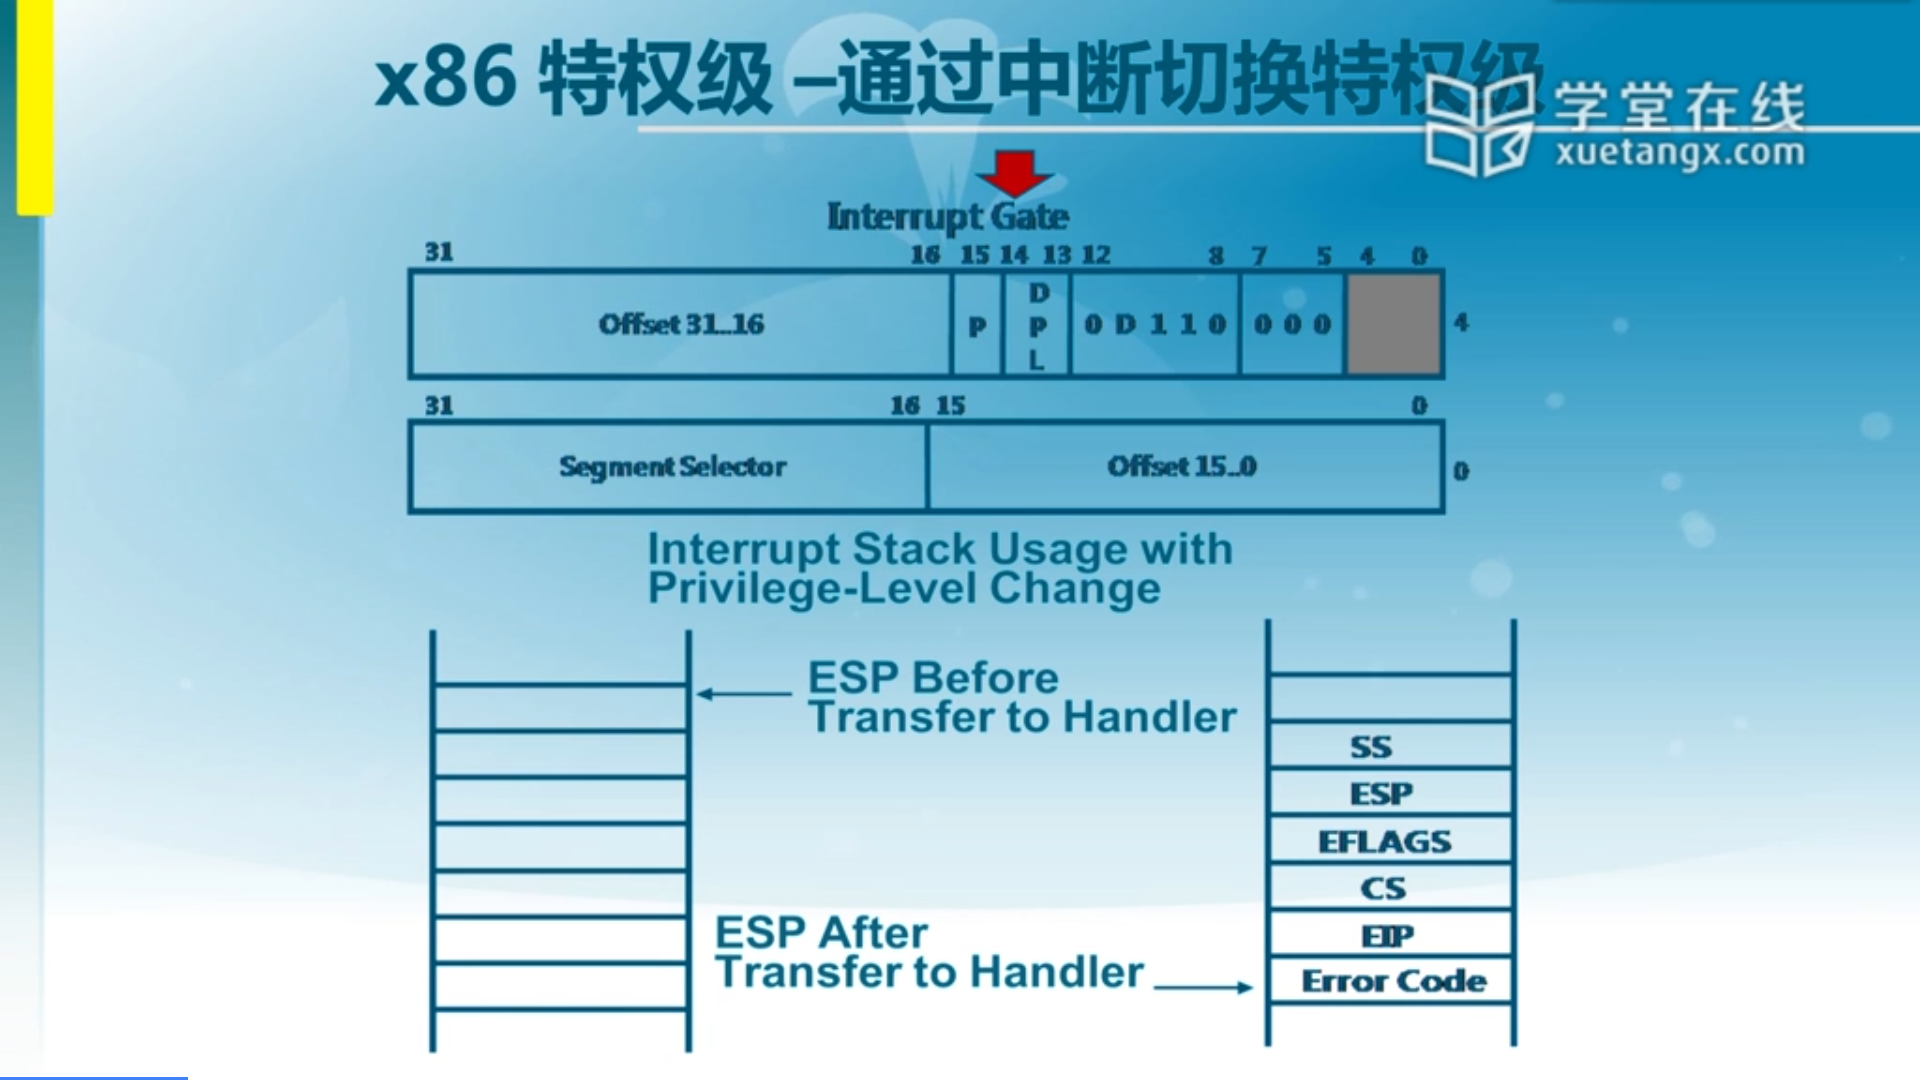 x86 特权级 –通过中断切换特权级
学堂在线
xuetangx.com
Interrupt Gate
31 16 15 14 13 12 8 7 5 4 0
Offset 31..16 P DPL 0 D 1 1 0 0 0 0 4
31 16 15 0
Segment Selector Offset 15..0 0
Interrupt Stack Usage with
Privilege-Level Change
ESP Before
Transfer to Handler
SS
ESP
EFLAGS
CS
EIP
Error Code
ESP After
Transfer to Handler